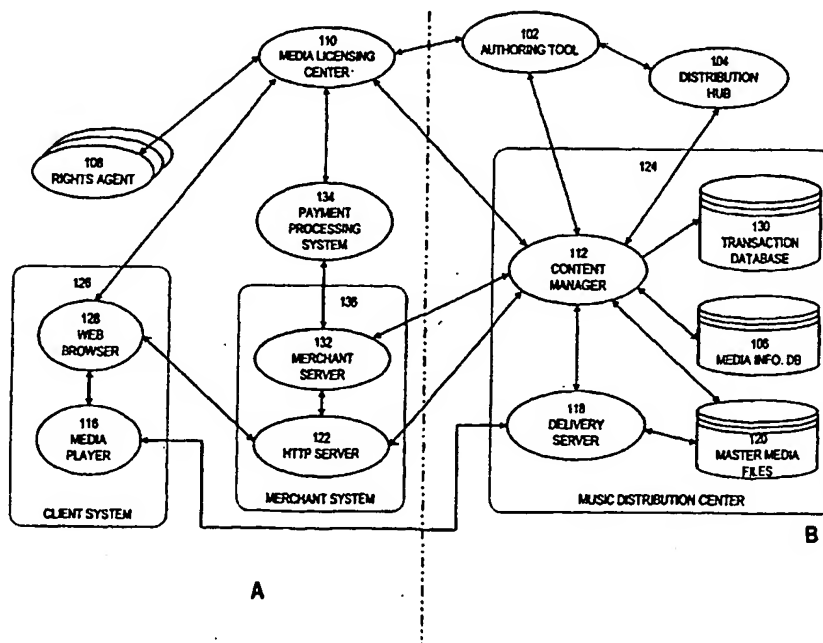 110
MEDIA LICENSING
CENTER
102
AUTHORING TOOL
104
DISTRIBUTION
HUB
108
RIGHTS AGENT
134
PAYMENT
PROCESSING
SYSTEM
124
130
TRANSACTION
DATABASE
112
CONTENT
MANAGER
126
128
WEB
BROWSER
136
132
MERCHANT
SERVER
106
MEDIA INFO. DB
116
MEDIA
PLAYER
122
HTTP SERVER
118
DELIVERY
SERVER
120
MASTER MEDIA
FILES
CLIENT SYSTEM
MERCHANT SYSTEM
MUSIC DISTRIBUTION CENTER
B
A